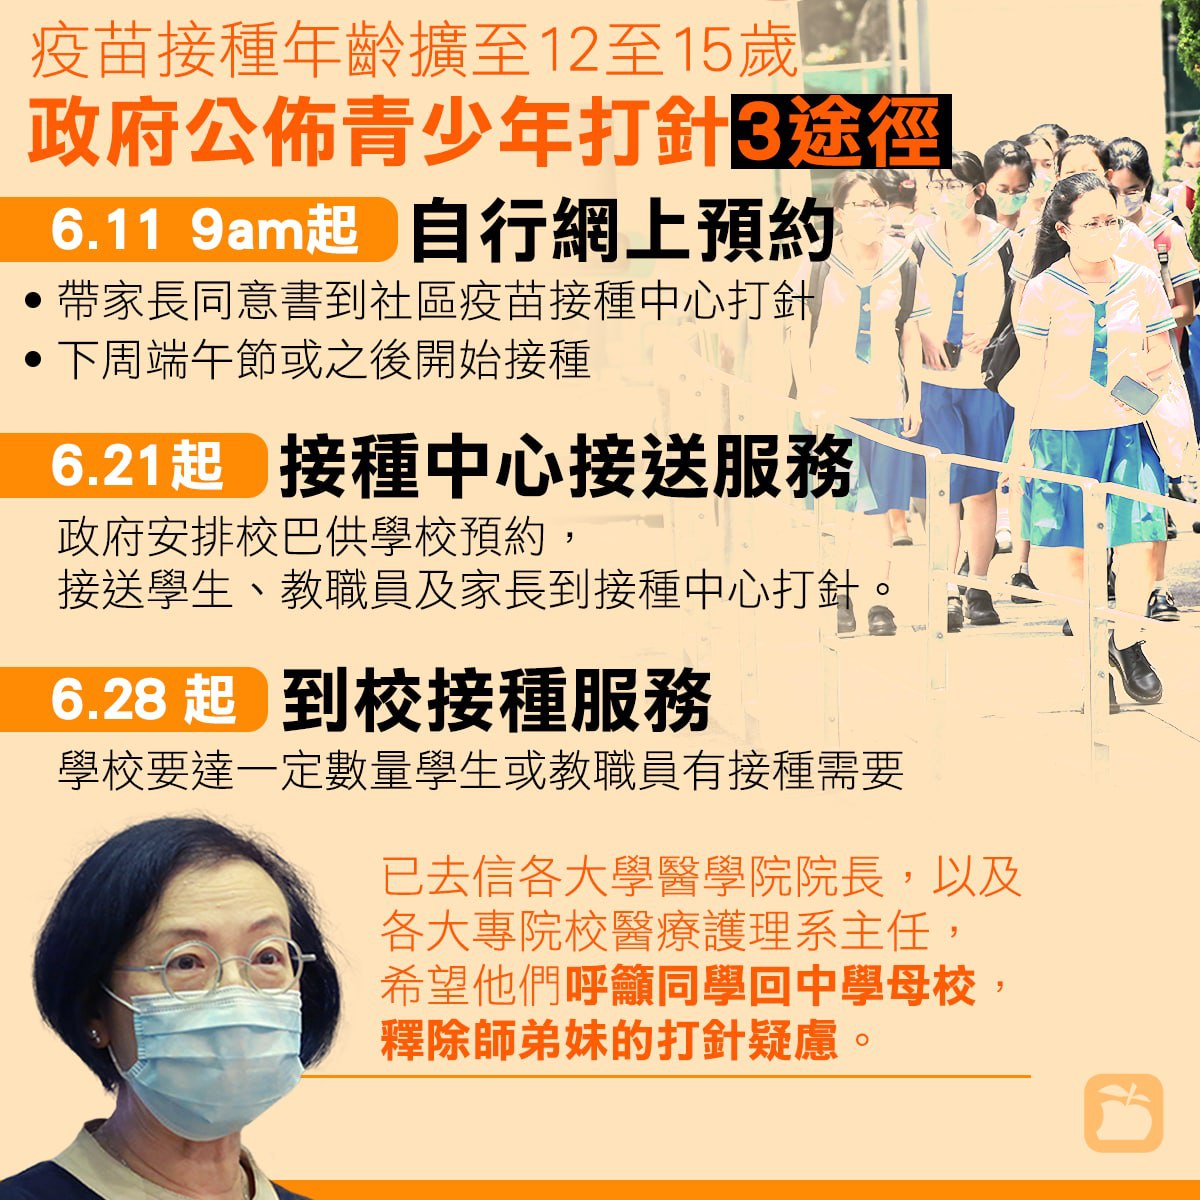 疫苗接種年齡擴至12至15歲
政府公佈青少年打針3途徑
6.11 9am起 自行網上預約
• 帶家長同意書到社區疫苗接種中心打針
• 下周端午節或之後開始接種
6.21起 接種中心接送服務
政府安排校巴供學校預約，
接送學生、教職員及家長到接種中心打針。
6.28 起 到校接種服務
學校要達一定數量學生或教職員有接種需要
已去信各大學醫學院院長，以及
各大專院校醫療護理系主任，
希望他們呼籲同學回中學母校，
釋除師弟妹的打針疑慮。